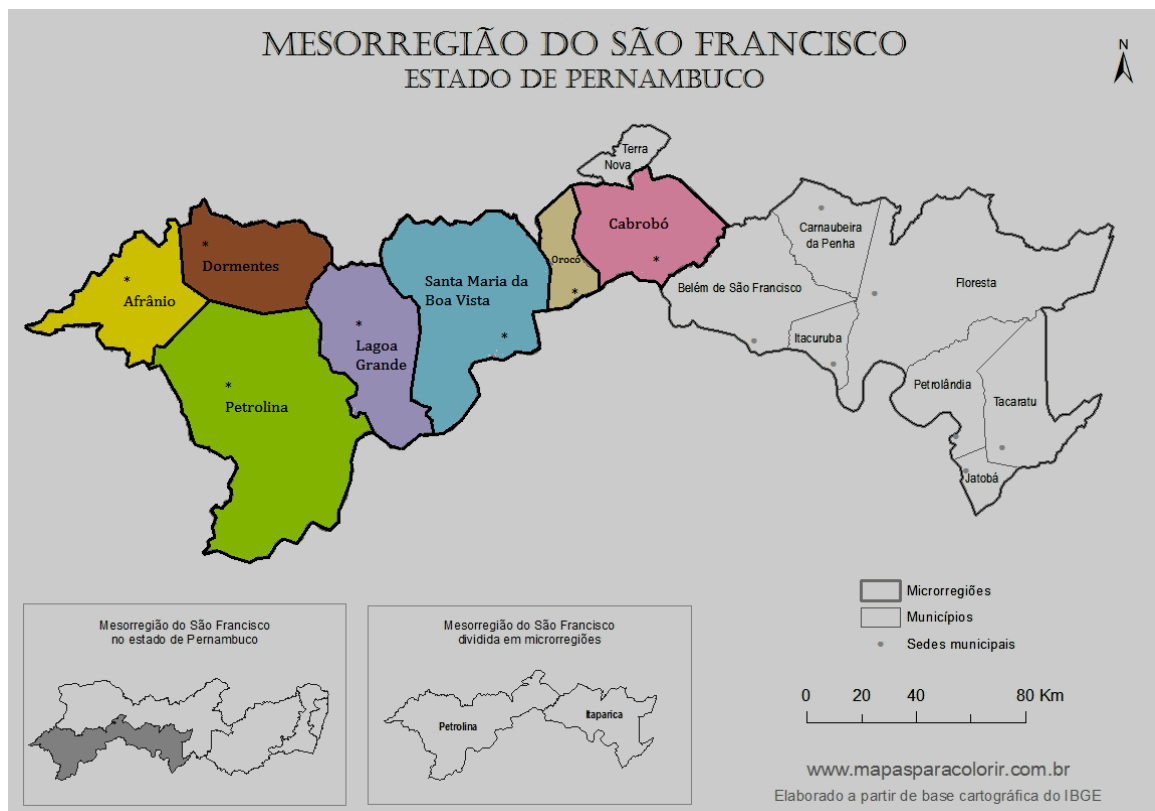 MESORREGIÃO DO SÃO FRANCISCO
ESTADO DE PERNAMBUCO
N
Terra
Nova
Cabrobó
Carnaubeira
da Penha
Dormentes
Orocó
Santa Maria da
Boa Vista
Belém de São Francisco
Floresta
Afrânio
Lagoa
Grande
Itacuruba
Petrolândia
Tacaratu
Petrolina
Jatobá
Microrregiões
Municípios
Sedes municipais
Mesorregião do São Francisco
no estado de Pernambuco
Mesorregião do São Francisco
dividida em microrregiões
Petrolina
Itaparica
0 20 40 80 Km
www.mapasparacolorir.com.br
Elaborado a partir de base cartográfica do IBGE